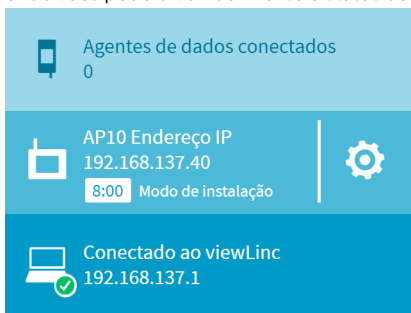 Agentes de dados conectados
0
AP10 Endereço IP
192.168.137.40
8:00 Modo de instalação
Conectado ao viewLinc
192.168.137.1